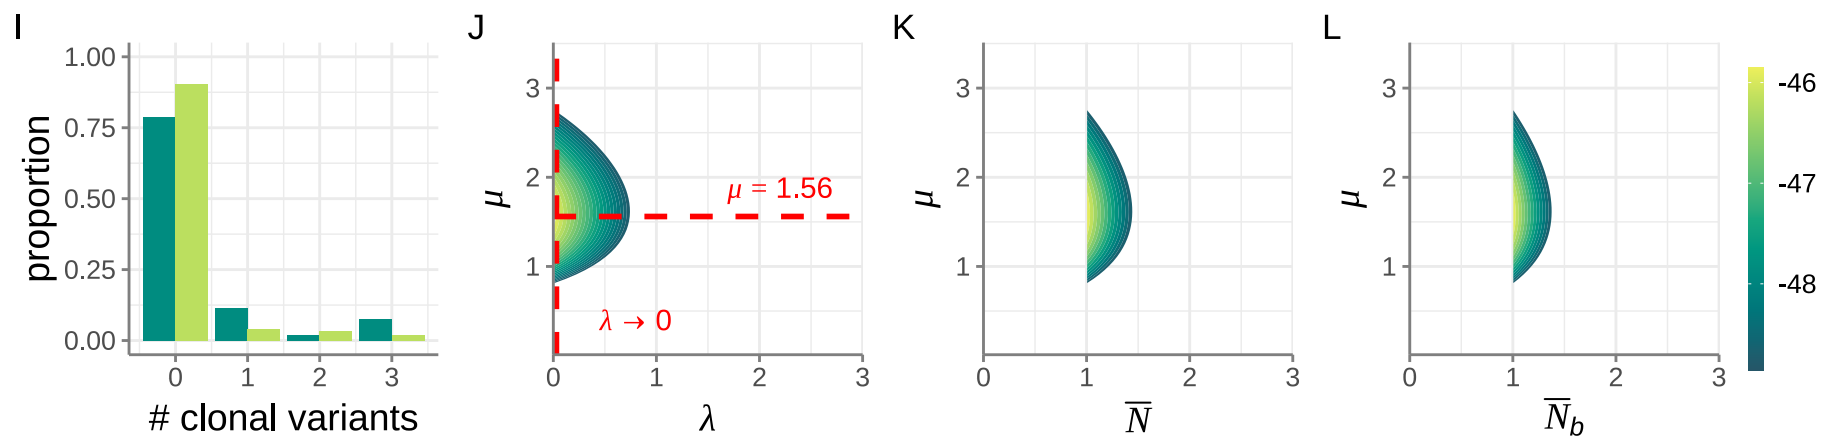 I
proportion
1.00
0.75
0.50
0.25
0.00
0 1 2 3
# clonal variants
J
μ
3
2
1
μ = 1.56
λ → 0
0 1 2 3
λ
K
μ
3
2
1
0 1 2 3
N̅
L
μ
3
2
1
0 1 2 3
N̅_b
-46
-47
-48